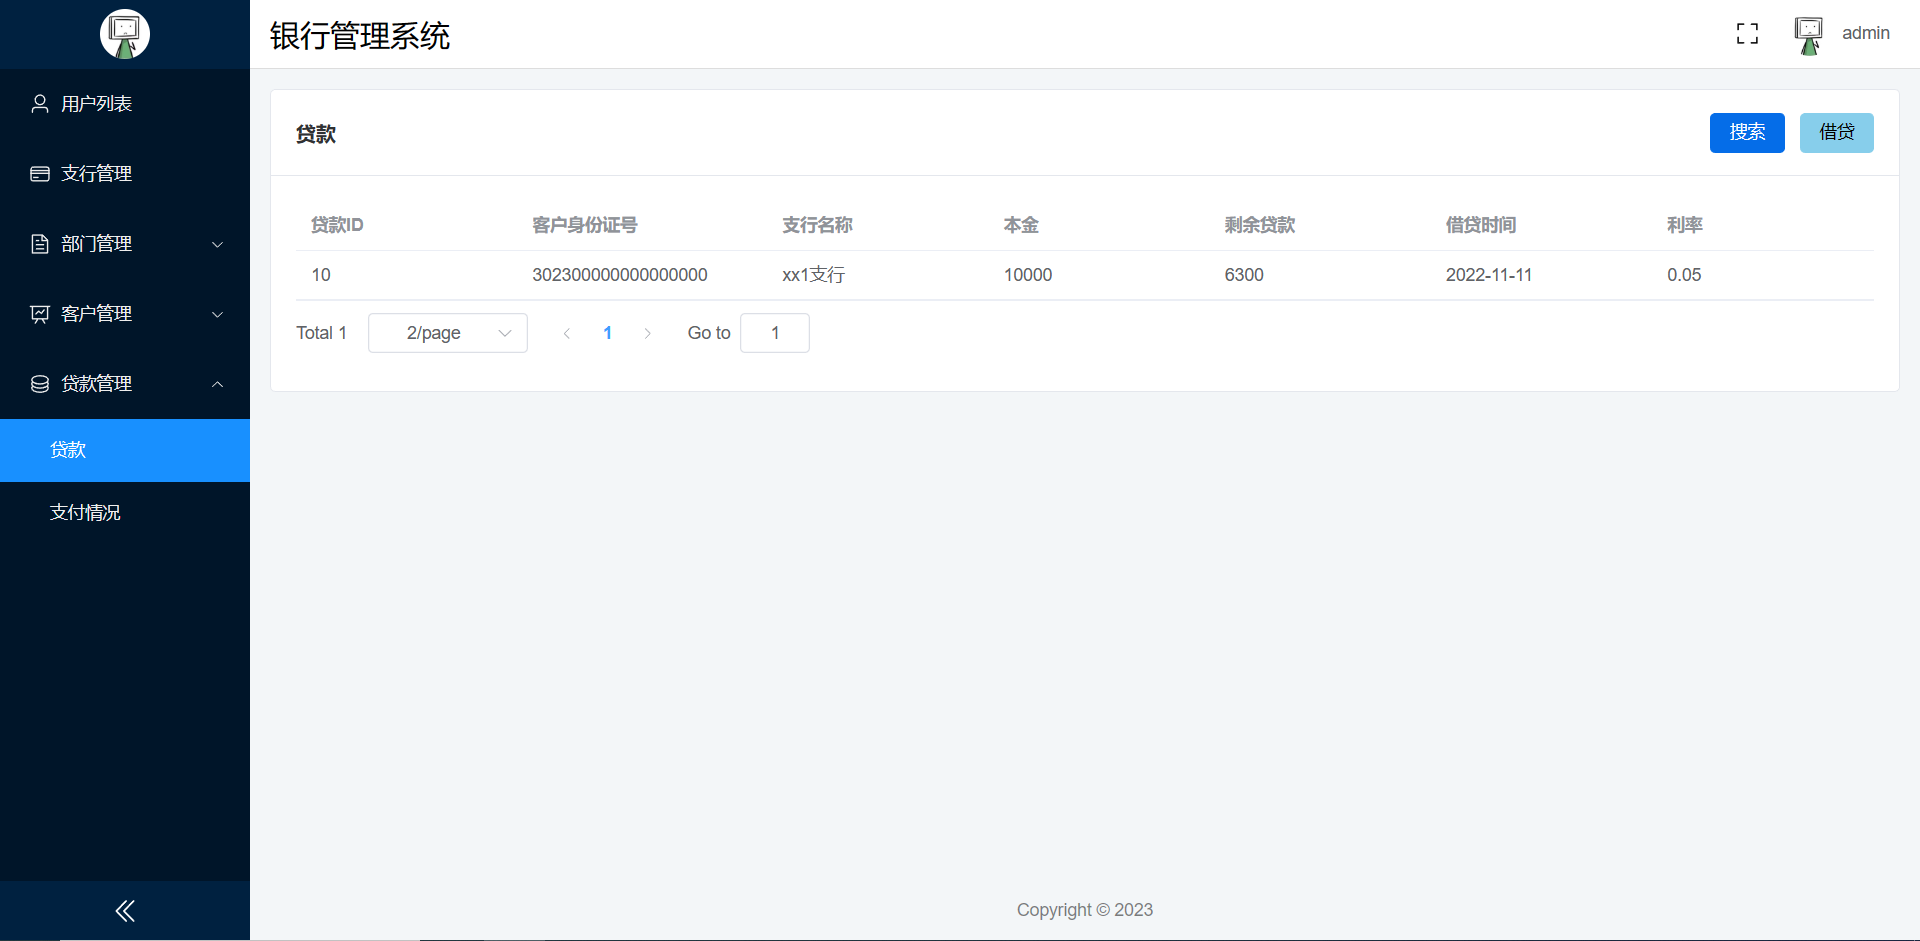 银行管理系统
admin
用户列表
支行管理
部门管理
客户管理
贷款管理
贷款
支付情况
贷款
搜索
借贷
贷款ID 客户身份证号 支行名称 本金 剩余贷款 借贷时间 利率
10 302300000000000000 xx1支行 10000 6300 2022-11-11 0.05
Total 1 2/page 1 Go to 1
Copyright © 2023